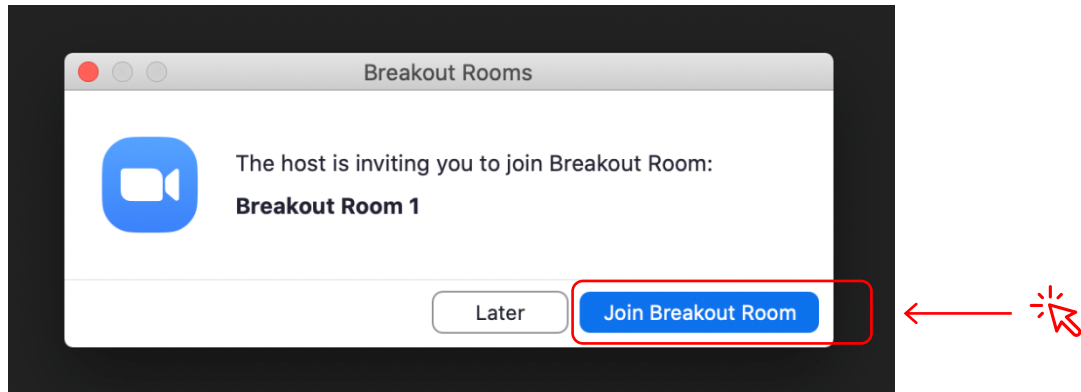 Breakout Rooms
The host is inviting you to join Breakout Room:
Breakout Room 1
Later
Join Breakout Room